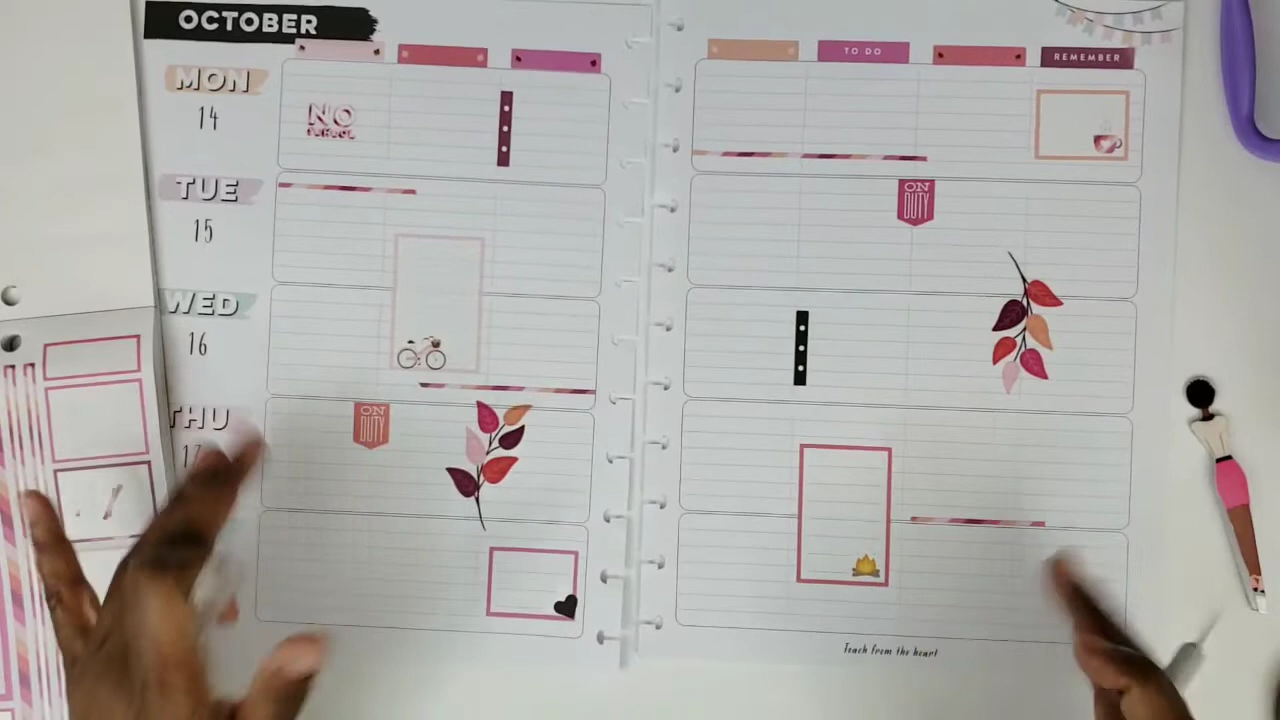 OCTOBER
TO DO
REMEMBER
MON
14
NO
SCHOOL
TUE
15
ON
DUTY
WED
16
THU
17
ON
DUTY
Teach from the heart